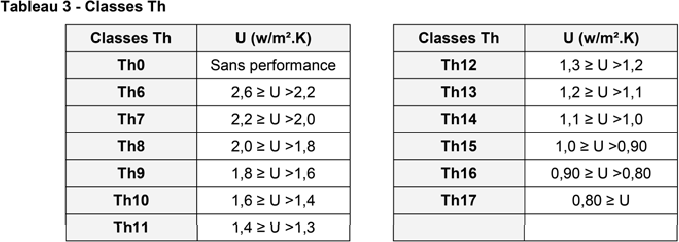 Tableau 3 - Classes Th
Classes Th U (w/m².K)
Th0 Sans performance
Th6 2,6 ≥ U >2,2
Th7 2,2 ≥ U >2,0
Th8 2,0 ≥ U >1,8
Th9 1,8 ≥ U >1,6
Th10 1,6 ≥ U >1,4
Th11 1,4 ≥ U >1,3
Classes Th U (w/m².K)
Th12 1,3 ≥ U >1,2
Th13 1,2 ≥ U >1,1
Th14 1,1 ≥ U >1,0
Th15 1,0 ≥ U >0,90
Th16 0,90 ≥ U >0,80
Th17 0,80 ≥ U